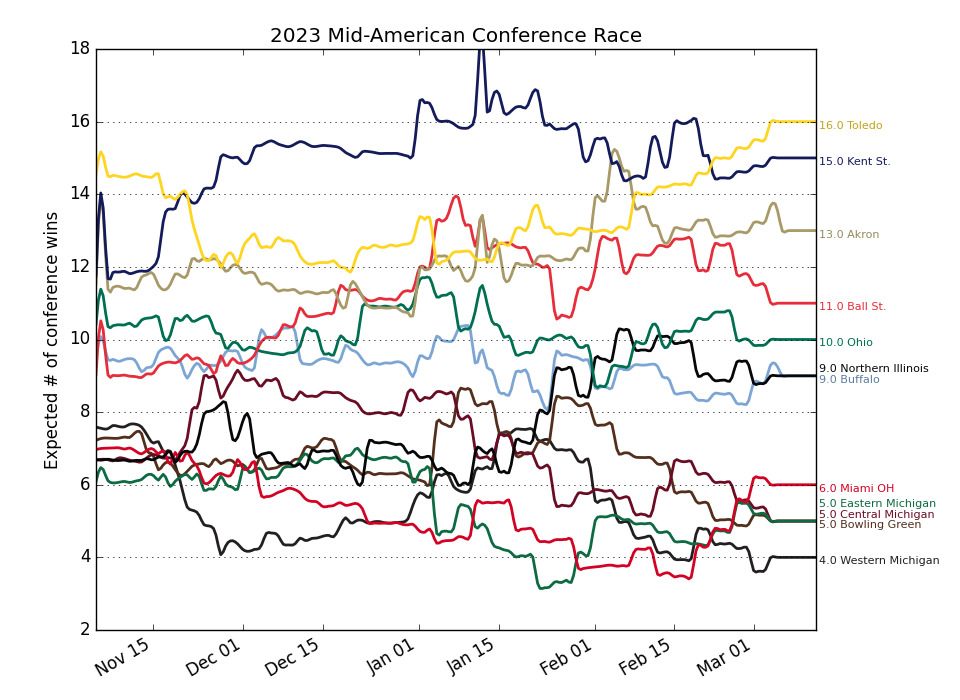 2023 Mid-American Conference Race
Expected # of conference wins
18
16
14
12
10
8
6
4
2
Nov 15
Dec 01
Dec 15
Jan 01
Jan 15
Feb 01
Feb 15
Mar 01
16.0 Toledo
15.0 Kent St.
13.0 Akron
11.0 Ball St.
10.0 Ohio
9.0 Northern Illinois
9.0 Buffalo
6.0 Miami OH
5.0 Eastern Michigan
5.0 Central Michigan
5.0 Bowling Green
4.0 Western Michigan